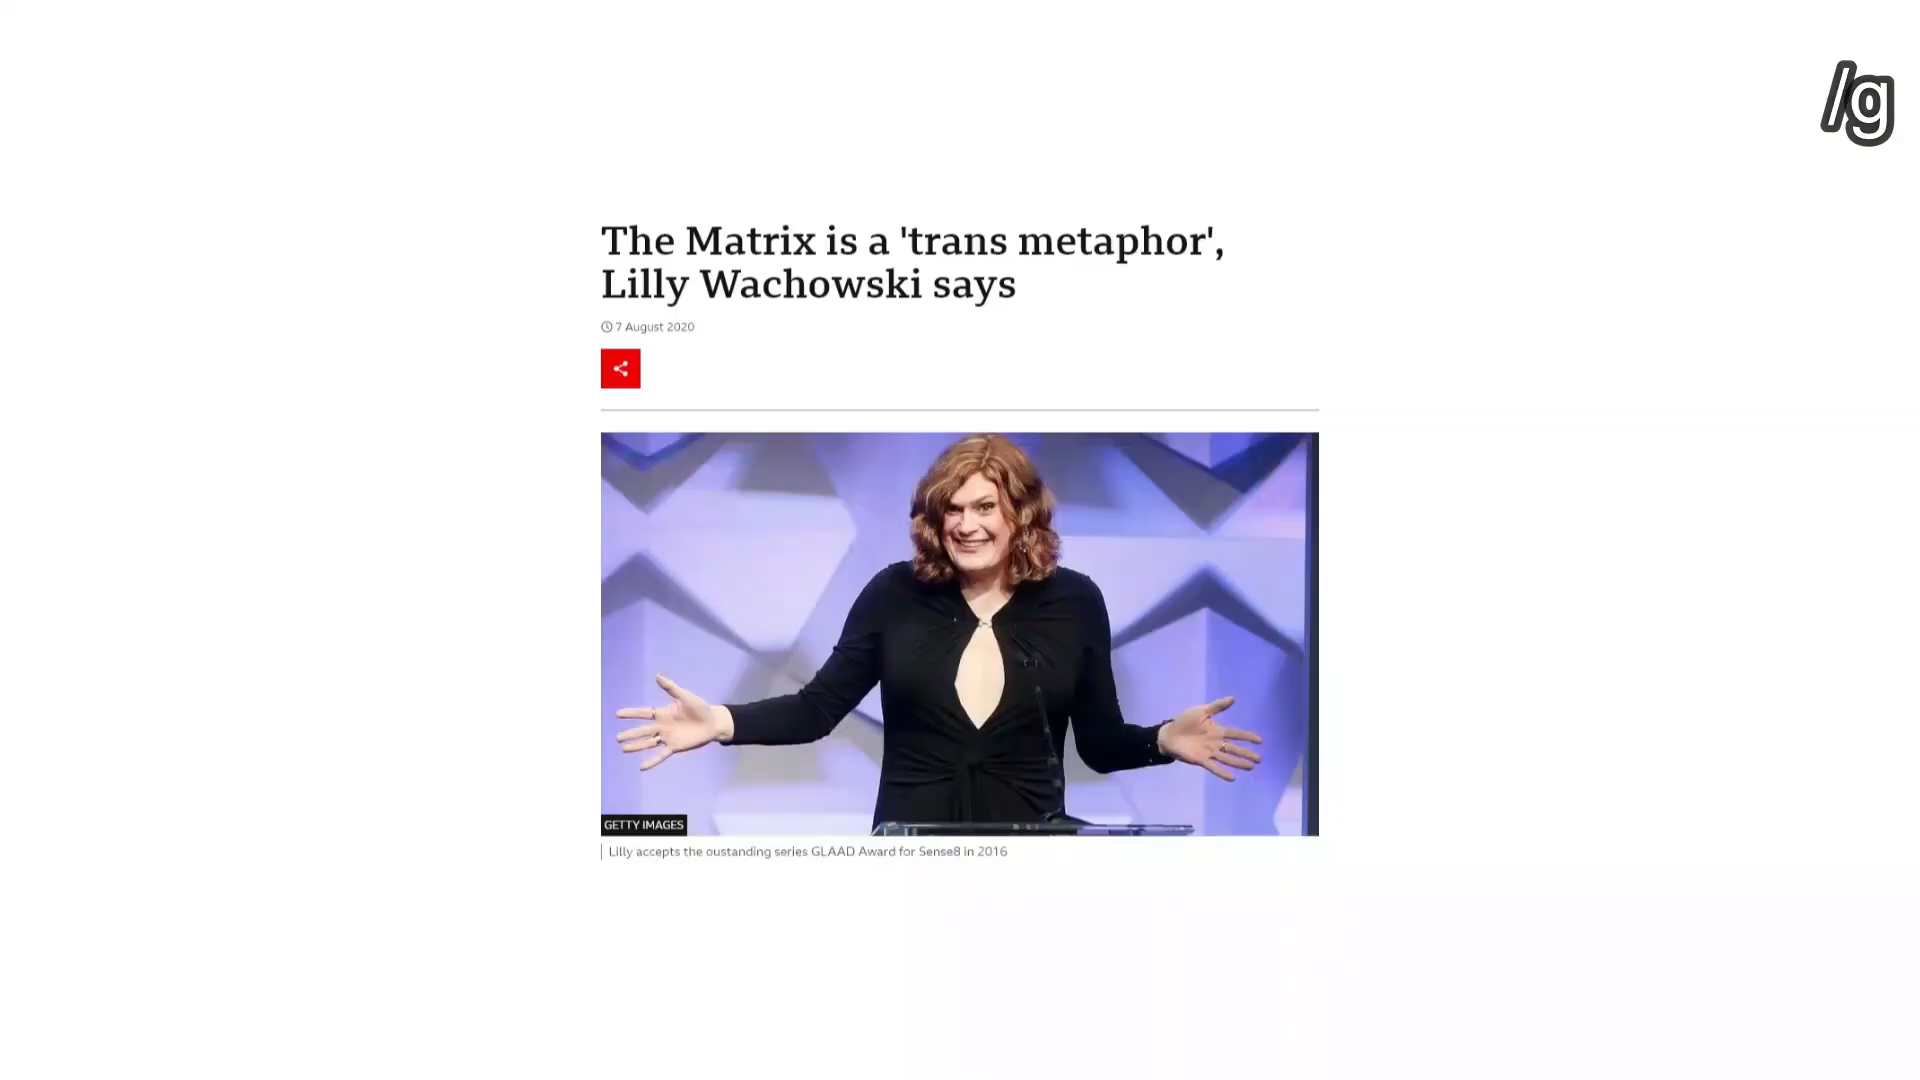 /g
The Matrix is a 'trans metaphor',
Lilly Wachowski says
7 August 2020
GETTY IMAGES
Lilly accepts the oustanding series GLAAD Award for Sense8 in 2016